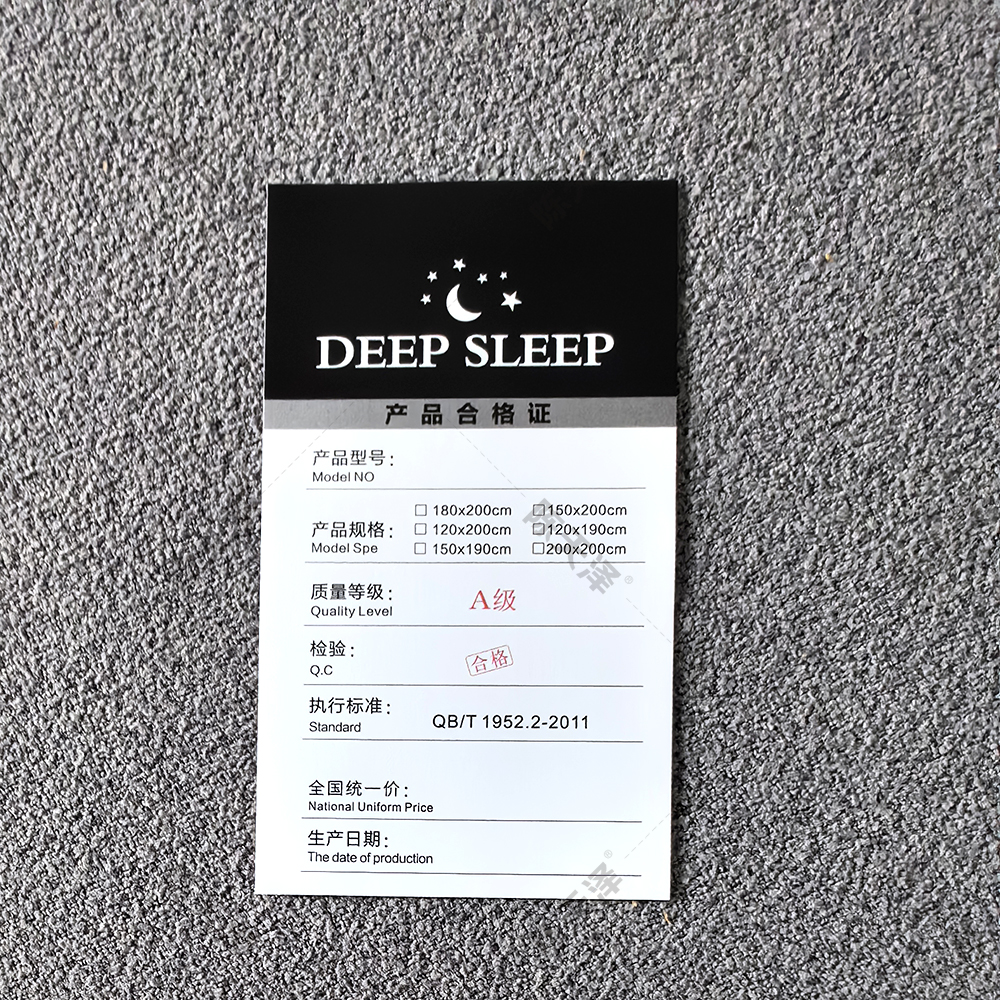 DEEP SLEEP
产品合格证
产品型号：
Model NO
□ 180x200cm □150x200cm
产品规格： □ 120x200cm □120x190cm
Model Spe □ 150x190cm □200x200cm
质量等级： A级
Quality Level
检验： 合格
Q.C
执行标准： QB/T 1952.2-2011
Standard
全国统一价：
National Uniform Price
生产日期：
The date of production